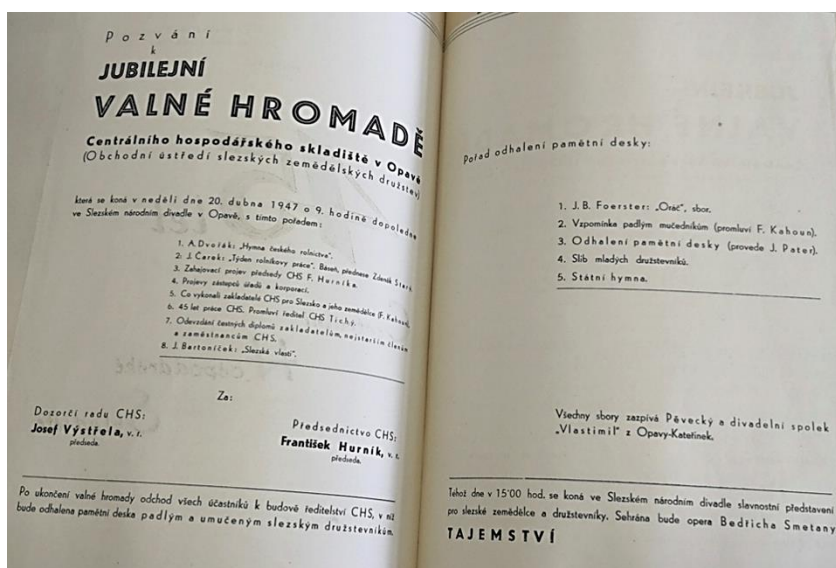 Pozvání
k
JUBILEJNÍ
VALNÉ HROMADĚ
Centrálního hospodářského skladiště v Opavě
(Obchodní ústředí slezských zemědělských družstev)
která se koná v neděli dne 20. dubna 1947 o 9. hodině dopoledne
ve Slezském národním divadle v Opavě, s tímto pořadem:
1. A. Dvořák: „Hymna českého rolnictva".
2. J. Čarek: „Týden rolníkovy práce". Báseň, přednese Zdeněk Stark.
3. Zahajovací projev předsedy CHS F. Hurníka.
4. Projevy zástupců úřadů a korporací.
5. Co vykonali zakladatelé CHS pro Slezsko a jeho zemědělce (F. Kahoun).
6. 45 let práce CHS. Promluví ředitel CHS Tichý.
7. Odevzdání čestných diplomů zakladatelům, nejstarším členům
a zaměstnancům CHS.
8. J. Bartoníček: „Slezská vlasti".
Za:
Dozorčí radu CHS:
Josef Výstřela, v. r.
předseda.
Předsednictvo CHS:
František Hurník, v. r.
předseda.
Po ukončení valné hromady odchod všech účastníků k budově ředitelství CHS, v níž
bude odhalena pamětní deska padlým a umučeným slezským družstevníkům.
Pořad odhalení pamětní desky:
1. J. B. Foerster: „Oráč", sbor.
2. Vzpomínka padlým mučedníkům (promluví F. Kahoun).
3. Odhalení pamětní desky (provede J. Pater).
4. Slib mladých družstevníků.
5. Státní hymna.
Všechny sbory zazpívá Pěvecký a divadelní spolek
„Vlastimil" z Opavy-Kateřinek.
Téhož dne v 15'00 hod. se koná ve Slezském národním divadle slavnostní představení
pro slezské zemědělce a družstevníky. Sehrána bude opera Bedřicha Smetany
TAJEMSTVÍ